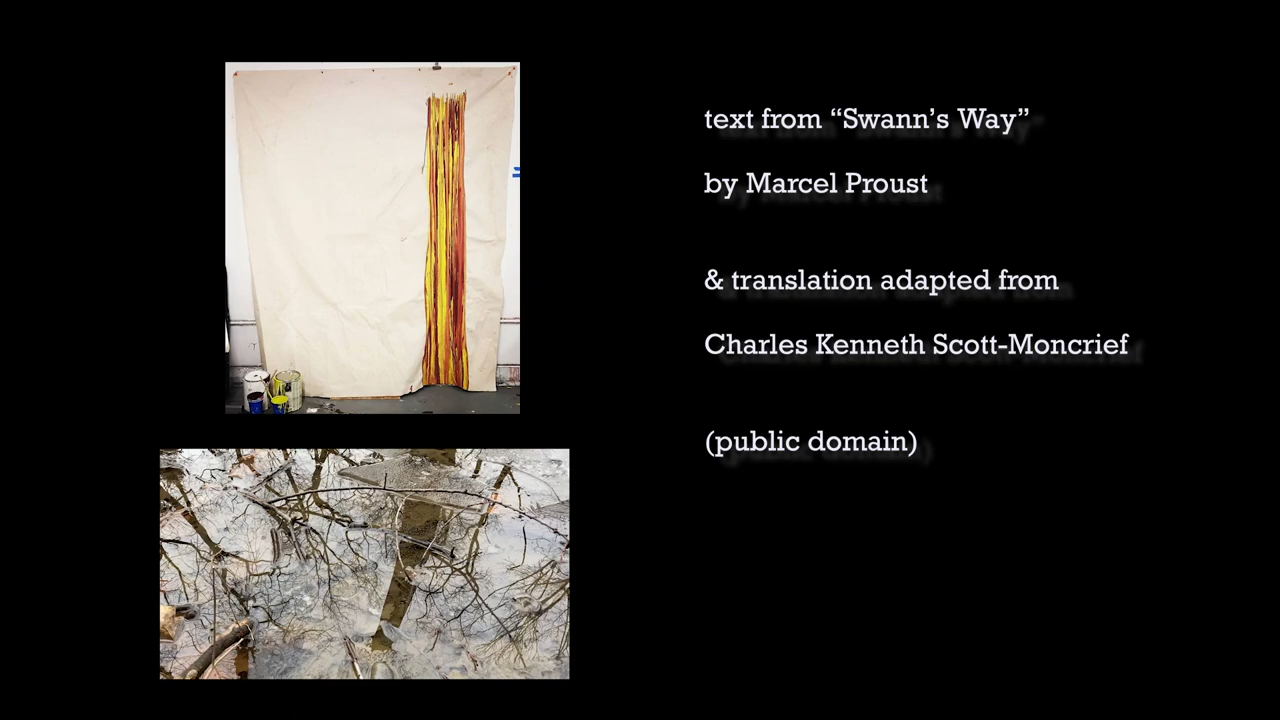 text from “Swann’s Way”
by Marcel Proust
& translation adapted from
Charles Kenneth Scott-Moncrief
(public domain)